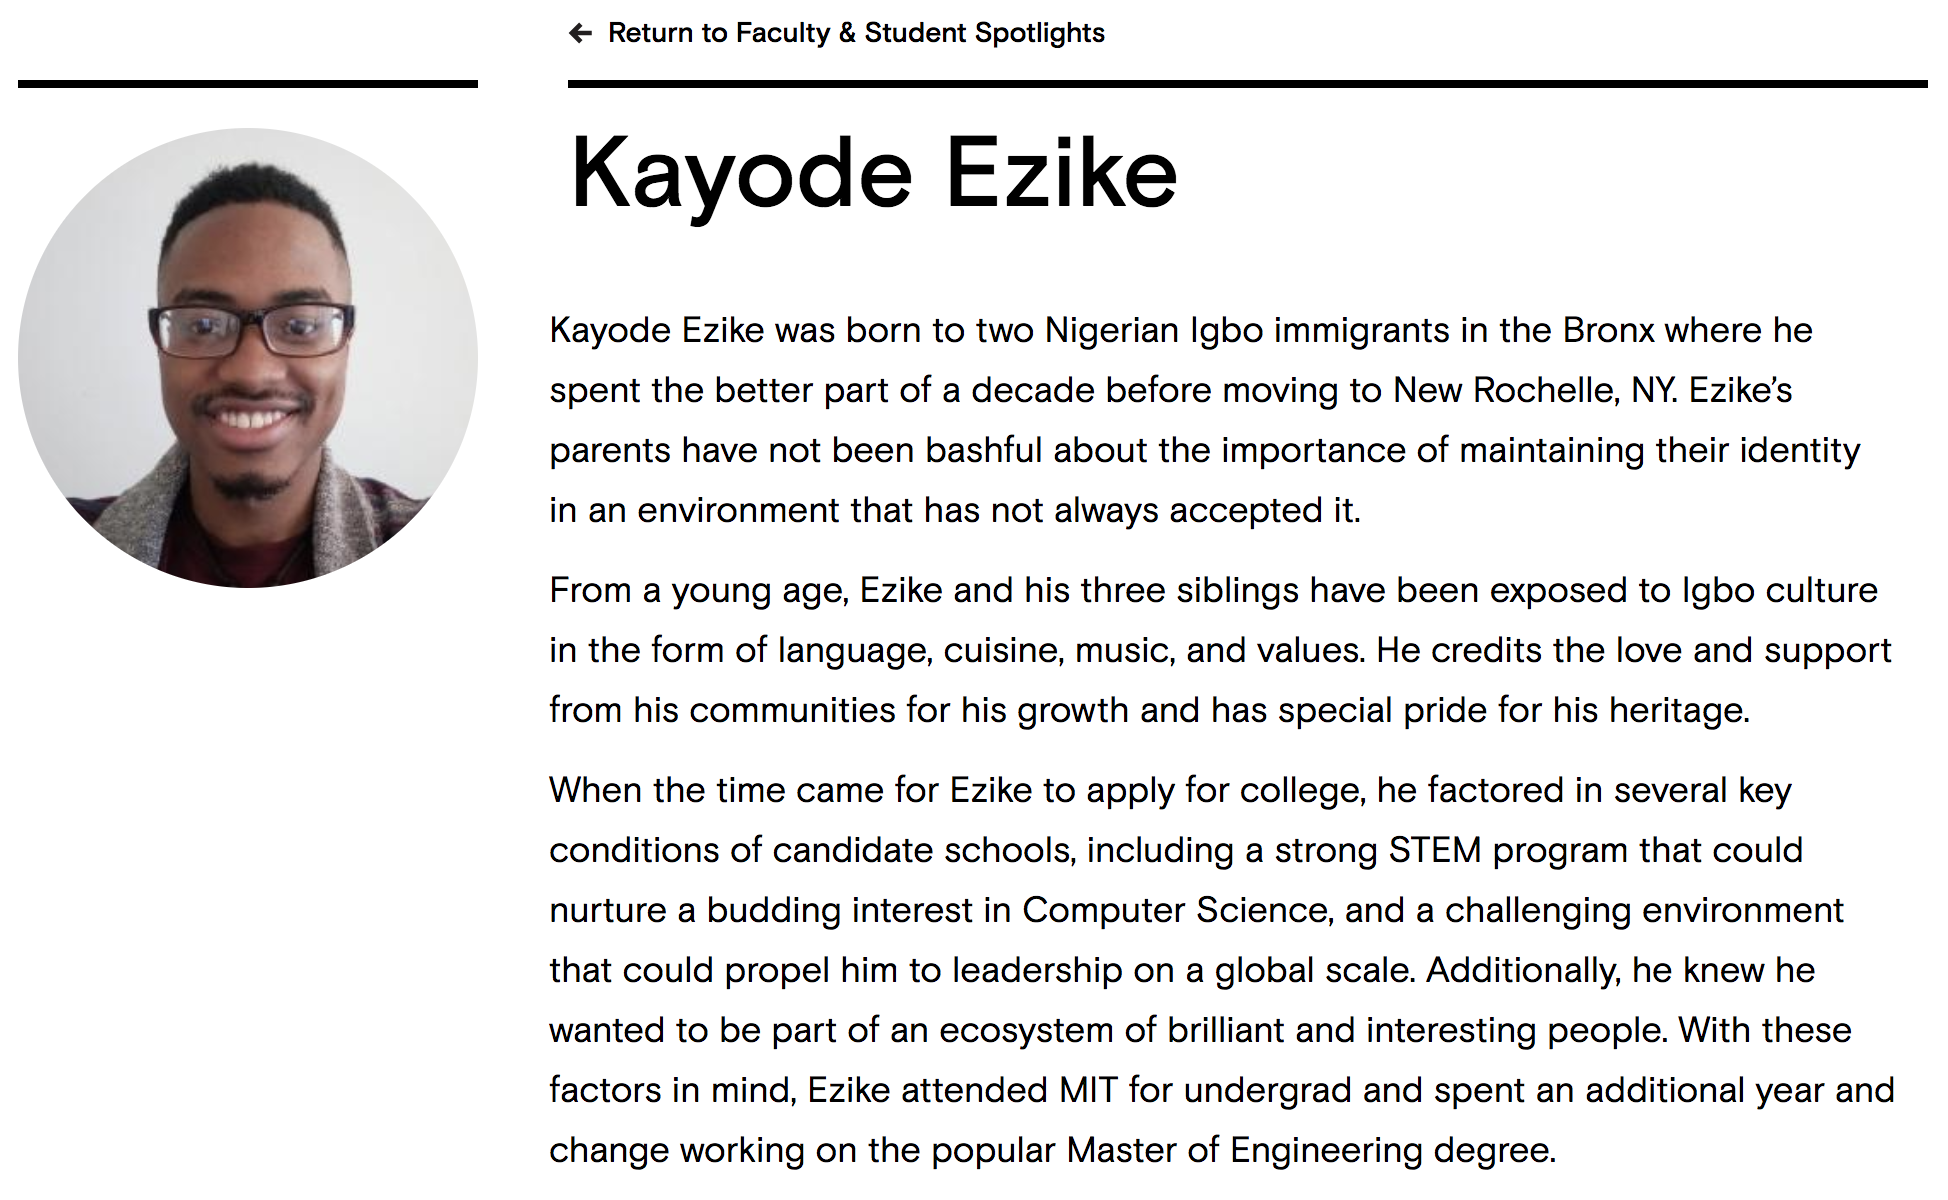 ← Return to Faculty & Student Spotlights
Kayode Ezike
Kayode Ezike was born to two Nigerian Igbo immigrants in the Bronx where he
spent the better part of a decade before moving to New Rochelle, NY. Ezike’s
parents have not been bashful about the importance of maintaining their identity
in an environment that has not always accepted it.
From a young age, Ezike and his three siblings have been exposed to Igbo culture
in the form of language, cuisine, music, and values. He credits the love and support
from his communities for his growth and has special pride for his heritage.
When the time came for Ezike to apply for college, he factored in several key
conditions of candidate schools, including a strong STEM program that could
nurture a budding interest in Computer Science, and a challenging environment
that could propel him to leadership on a global scale. Additionally, he knew he
wanted to be part of an ecosystem of brilliant and interesting people. With these
factors in mind, Ezike attended MIT for undergrad and spent an additional year and
change working on the popular Master of Engineering degree.